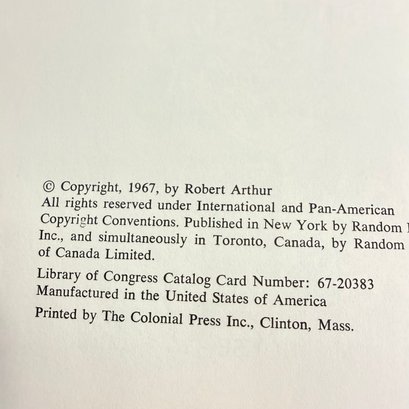 © Copyright, 1967, by Robert Arthur
All rights reserved under International and Pan-American
Copyright Conventions. Published in New York by Random
Inc., and simultaneously in Toronto, Canada, by Random
of Canada Limited.
Library of Congress Catalog Card Number: 67-20383
Manufactured in the United States of America
Printed by The Colonial Press Inc., Clinton, Mass.